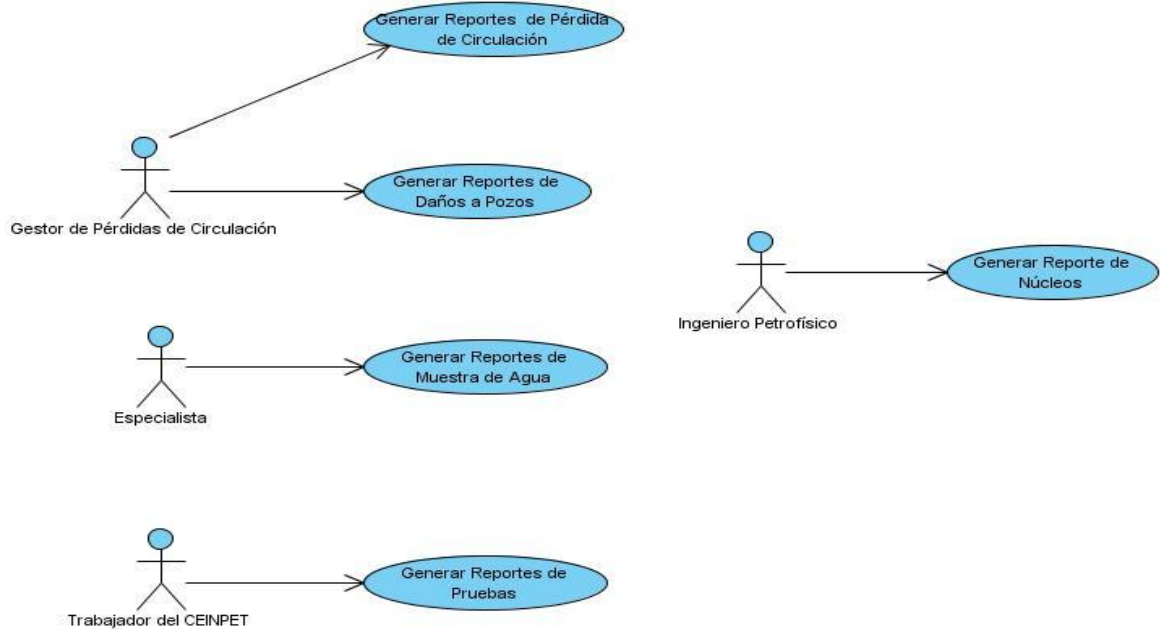 Generar Reportes de Pérdida
de Circulación
Generar Reportes de
Daños a Pozos
Gestor de Pérdidas de Circulación
Generar Reporte de
Núcleos
Ingeniero Petrofísico
Generar Reportes de
Muestra de Agua
Especialista
Generar Reportes de
Pruebas
Trabajador del CEINPET